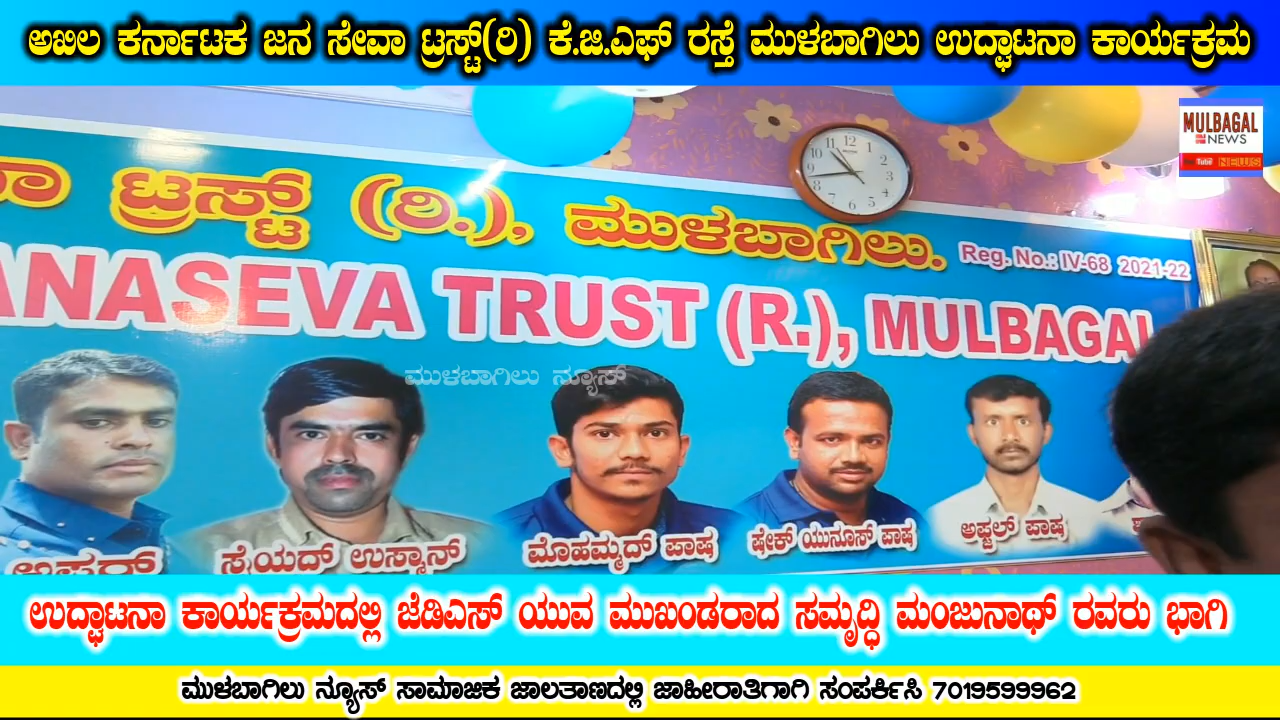 ಅಖಿಲ ಕರ್ನಾಟಕ ಜನ ಸೇವಾ ಟ್ರಸ್ಟ್(ರಿ) ಕೆ.ಜಿ.ಎಫ್ ರಸ್ತೆ ಮುಳಬಾಗಿಲು ಉದ್ಘಾಟನಾ ಕಾರ್ಯಕ್ರಮ
MULBAGAL
NEWS
ಟ್ರಸ್ಟ್ (ರಿ.), ಮುಳಬಾಗಿಲು.
Reg. No.: IV-68 2021-22
ANASEVA TRUST (R.), MULBAGAL
ಮುಳಬಾಗಿಲು ನ್ಯೂಸ್
ಸೈಯದ್ ಉಸ್ಮಾನ್ ಮೊಹಮ್ಮದ್ ಪಾಷ ಷೇಕ್ ಯುನೂಸ್ ಪಾಷ ಅಫ್ಜಲ್ ಪಾಷ
ಉದ್ಘಾಟನಾ ಕಾರ್ಯಕ್ರಮದಲ್ಲಿ ಜೆಡಿಎಸ್ ಯುವ ಮುಖಂಡರಾದ ಸಮೃದ್ಧಿ ಮಂಜುನಾಥ್ ರವರು ಭಾಗಿ
ಮುಳಬಾಗಿಲು ನ್ಯೂಸ್ ಸಾಮಾಜಿಕ ಜಾಲತಾಣದಲ್ಲಿ ಜಾಹೀರಾತಿಗಾಗಿ ಸಂಪರ್ಕಿಸಿ 7019599962